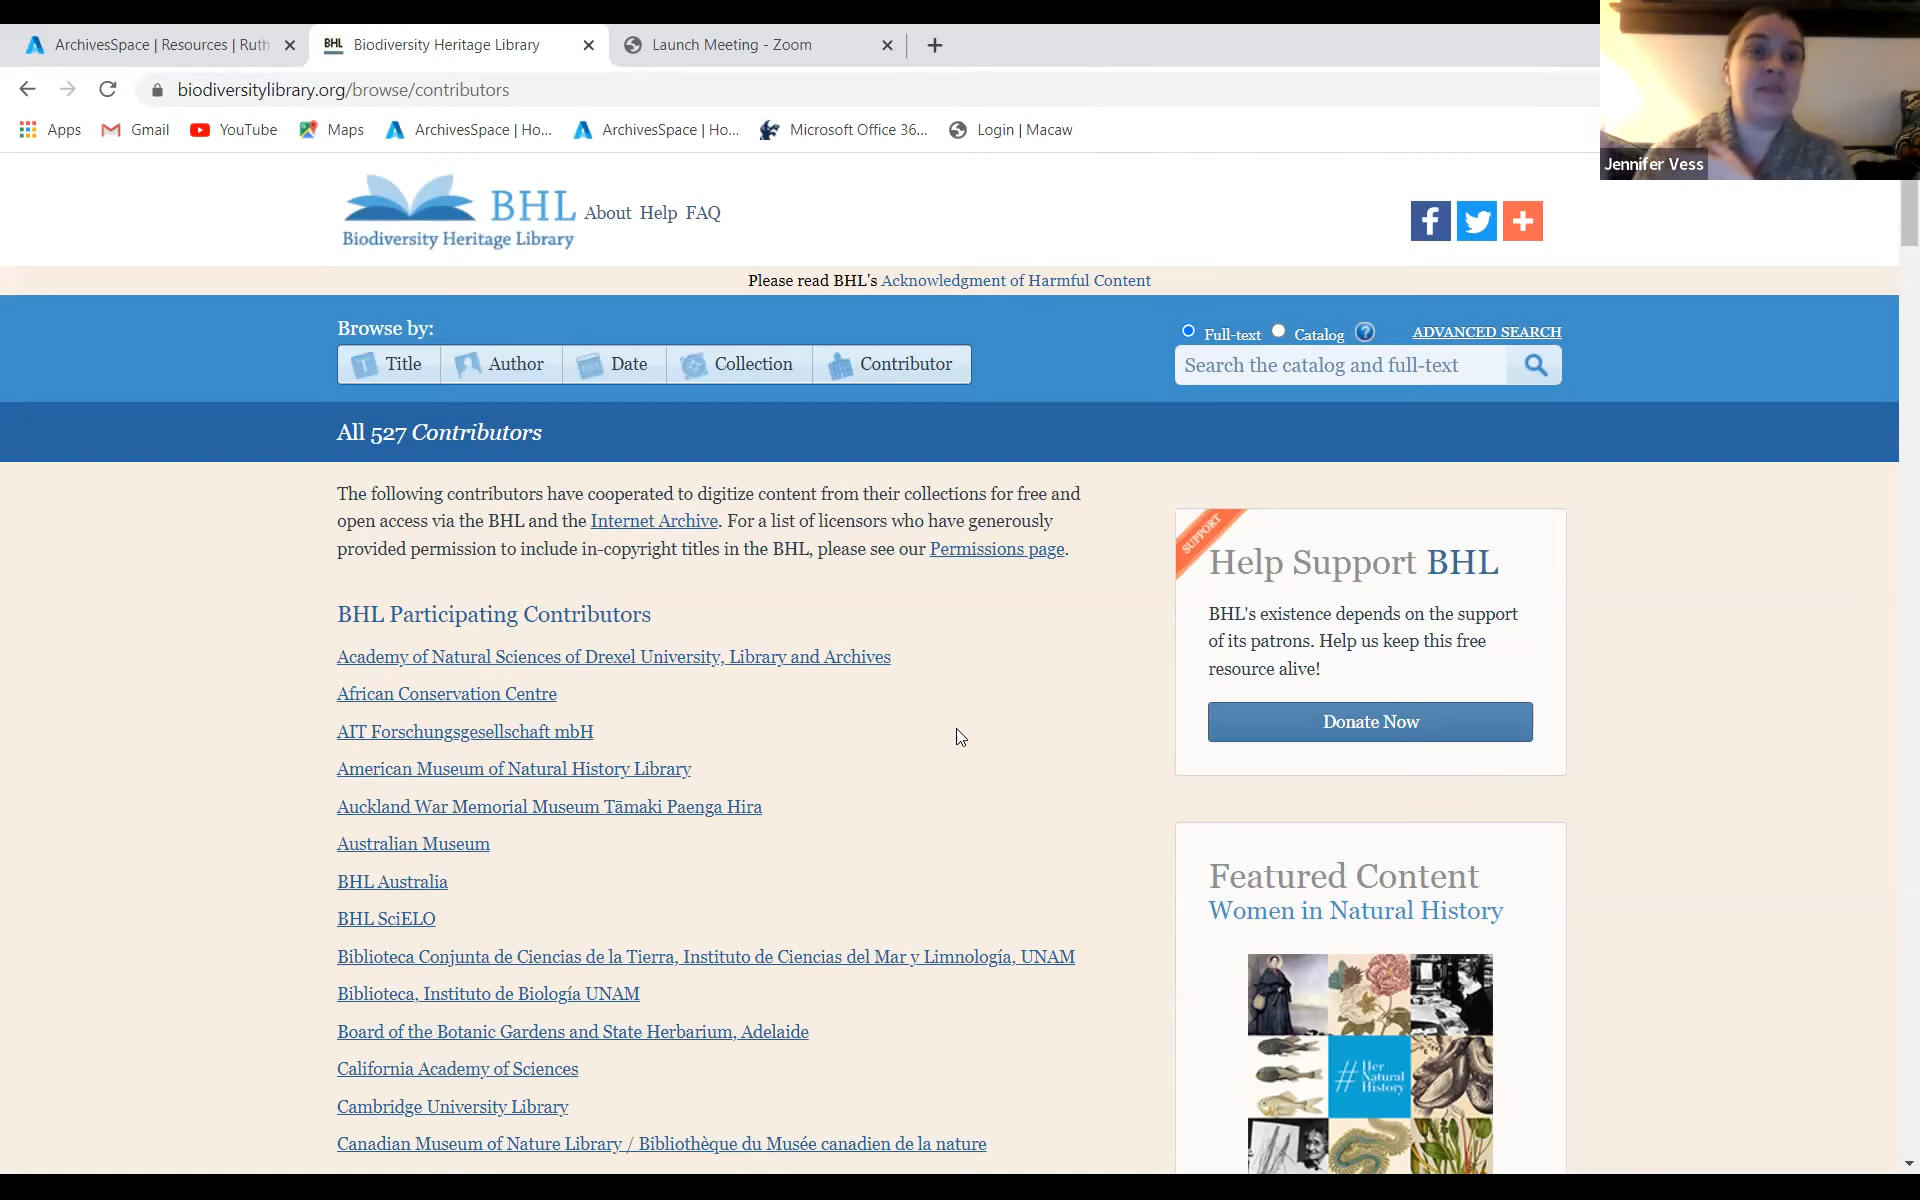 ArchivesSpace | Resources | Ruth
BHL Biodiversity Heritage Library
Launch Meeting - Zoom
biodiversitylibrary.org/browse/contributors
Apps
Gmail
YouTube
Maps
ArchivesSpace | Ho...
ArchivesSpace | Ho...
Microsoft Office 36...
Login | Macaw
Jennifer Vess
BHL
Biodiversity Heritage Library
About Help FAQ
Please read BHL's Acknowledgment of Harmful Content
Browse by:
Title
Author
Date
Collection
Contributor
Full-text
Catalog
?
ADVANCED SEARCH
Search the catalog and full-text
All 527 Contributors
The following contributors have cooperated to digitize content from their collections for free and
open access via the BHL and the Internet Archive. For a list of licensors who have generously
provided permission to include in-copyright titles in the BHL, please see our Permissions page.
BHL Participating Contributors
Academy of Natural Sciences of Drexel University, Library and Archives
African Conservation Centre
AIT Forschungsgesellschaft mbH
American Museum of Natural History Library
Auckland War Memorial Museum Tāmaki Paenga Hira
Australian Museum
BHL Australia
BHL SciELO
Biblioteca Conjunta de Ciencias de la Tierra, Instituto de Ciencias del Mar y Limnología, UNAM
Biblioteca, Instituto de Biología UNAM
Board of the Botanic Gardens and State Herbarium, Adelaide
California Academy of Sciences
Cambridge University Library
Canadian Museum of Nature Library / Bibliothèque du Musée canadien de la nature
SUPPORT
Help Support BHL
BHL's existence depends on the support
of its patrons. Help us keep this free
resource alive!
Donate Now
Featured Content
Women in Natural History
#Her
Natural
History